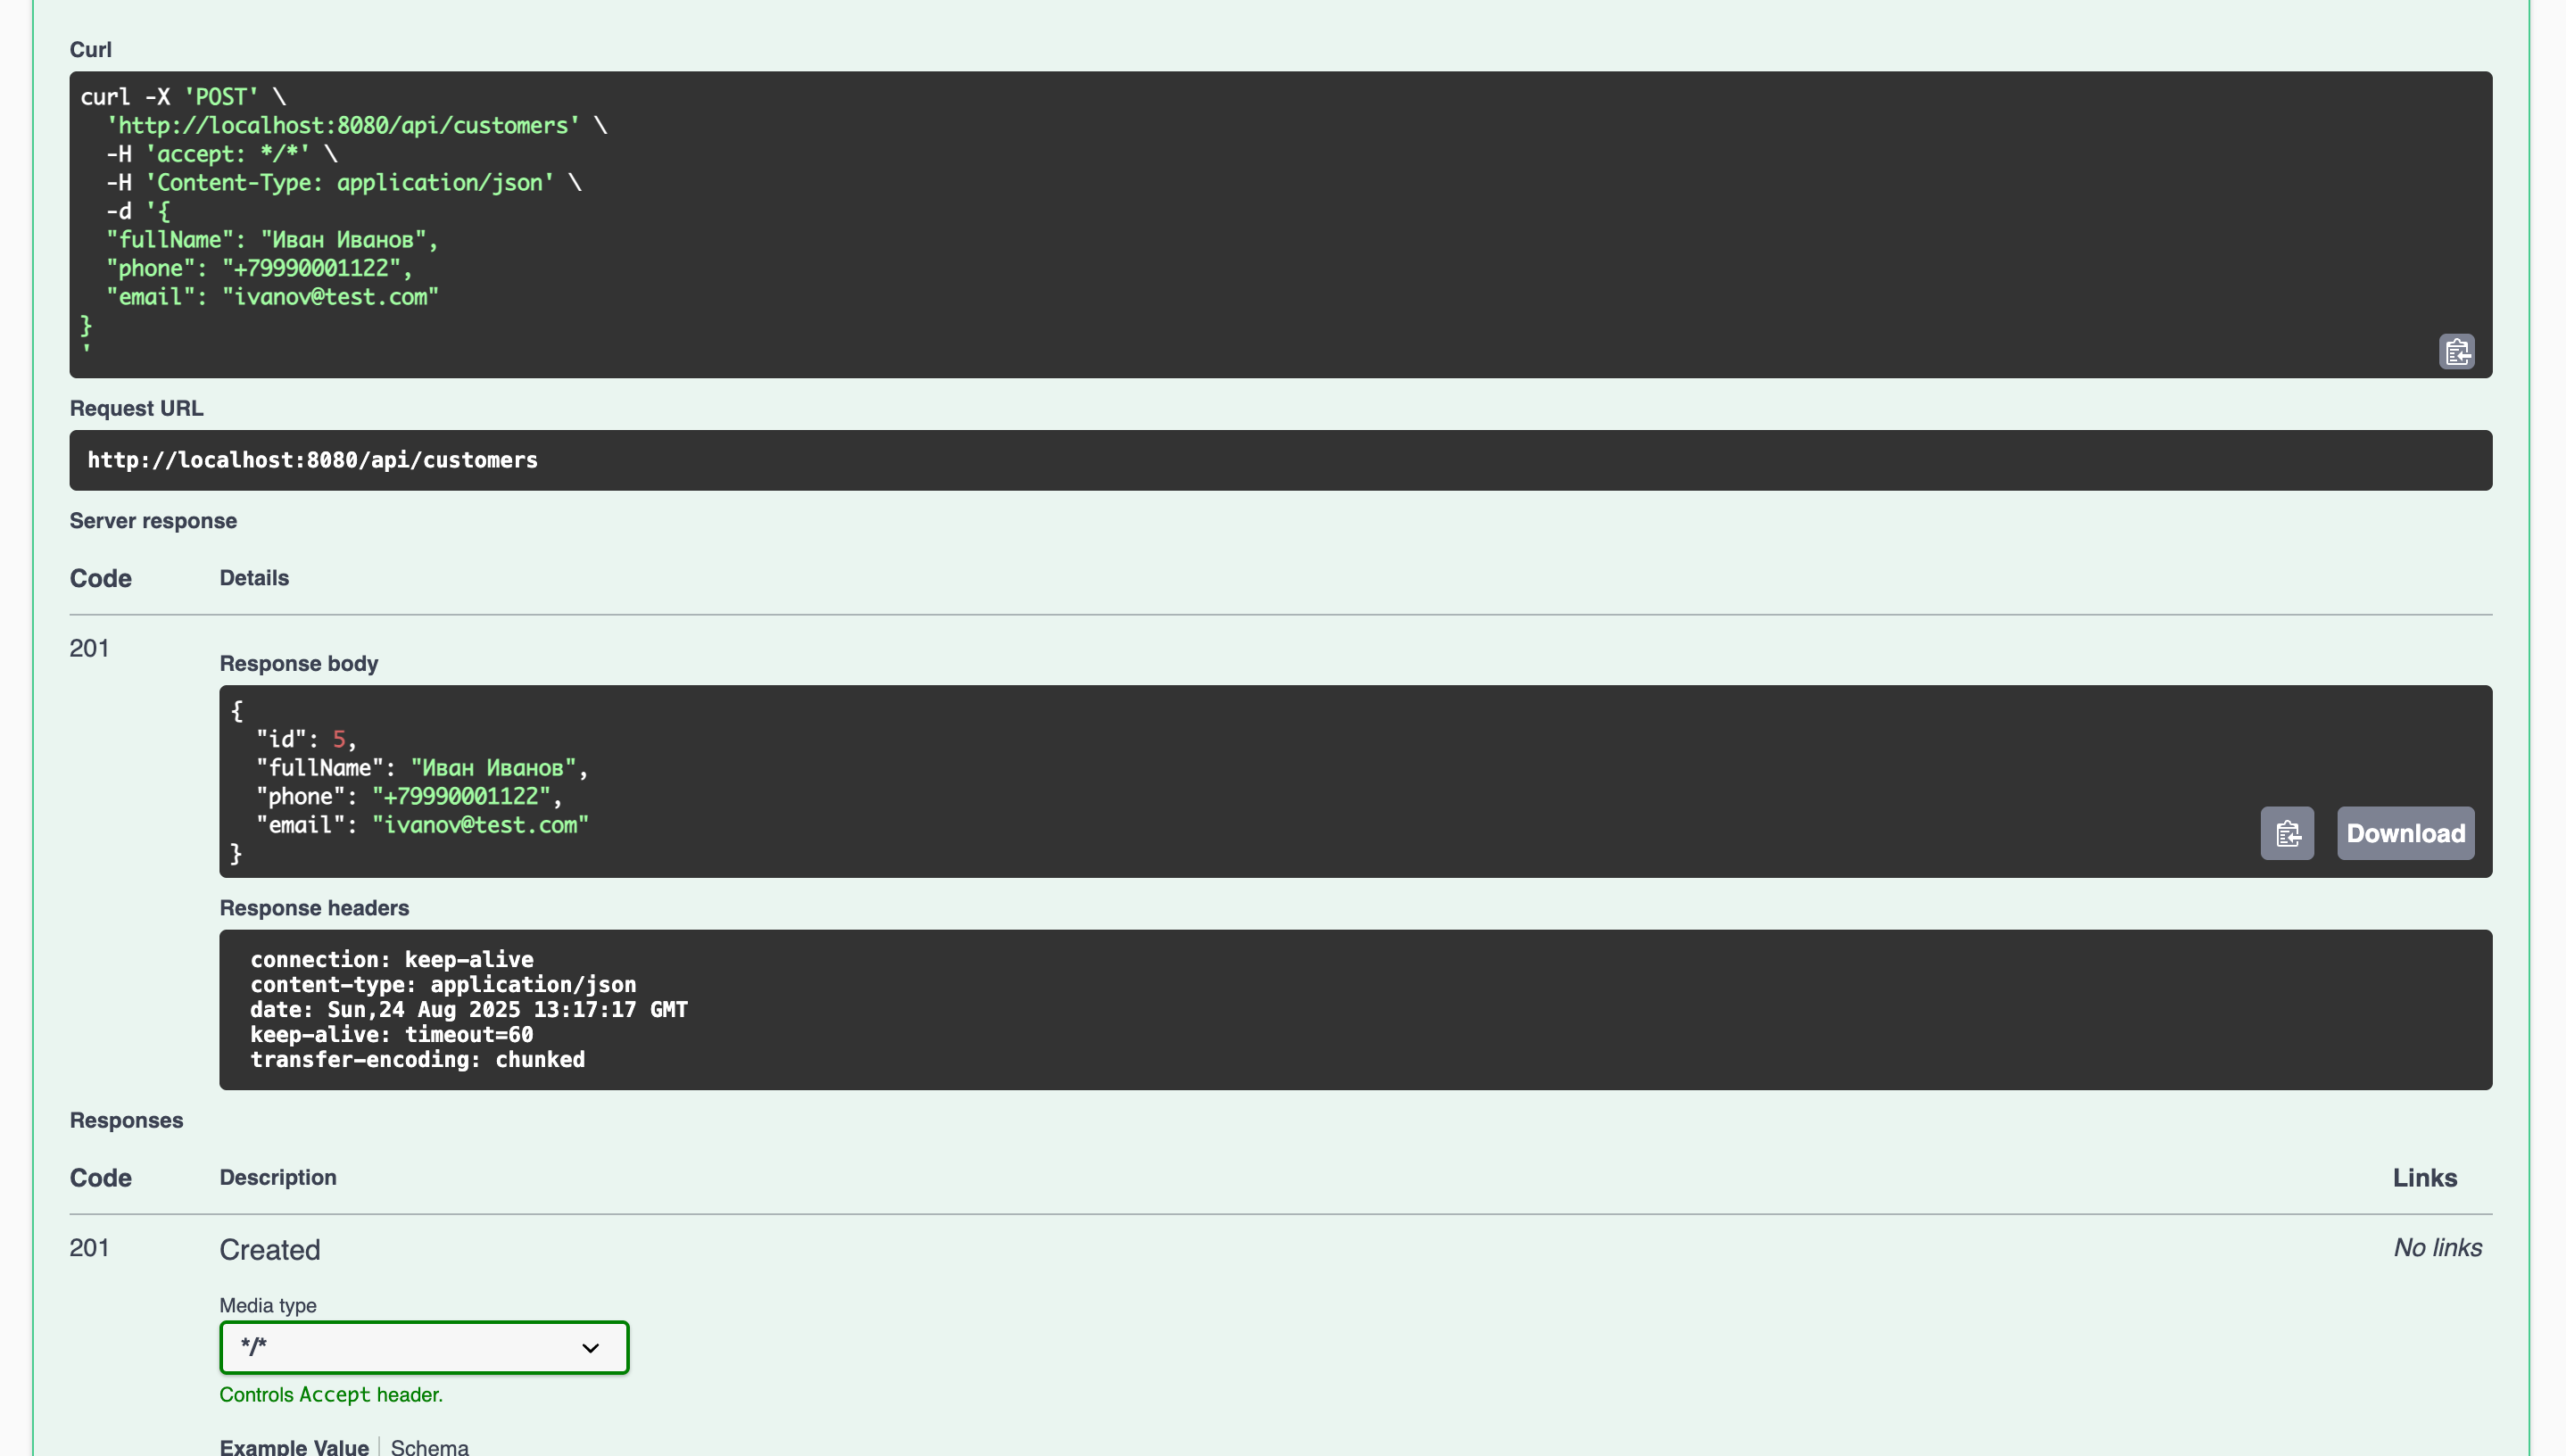 Curl
curl -X 'POST' \
'http://localhost:8080/api/customers' \
-H 'accept: */*' \
-H 'Content-Type: application/json' \
-d '{
"fullName": "Иван Иванов",
"phone": "+79990001122",
"email": "ivanov@test.com"
}
'
Request URL
http://localhost:8080/api/customers
Server response
Code Details
201
Response body
{
"id": 5,
"fullName": "Иван Иванов",
"phone": "+79990001122",
"email": "ivanov@test.com"
}
Download
Response headers
connection: keep-alive
content-type: application/json
date: Sun,24 Aug 2025 13:17:17 GMT
keep-alive: timeout=60
transfer-encoding: chunked
Responses
Code Description Links
201 Created No links
Media type
*/*
Controls Accept header.
Example Value Schema